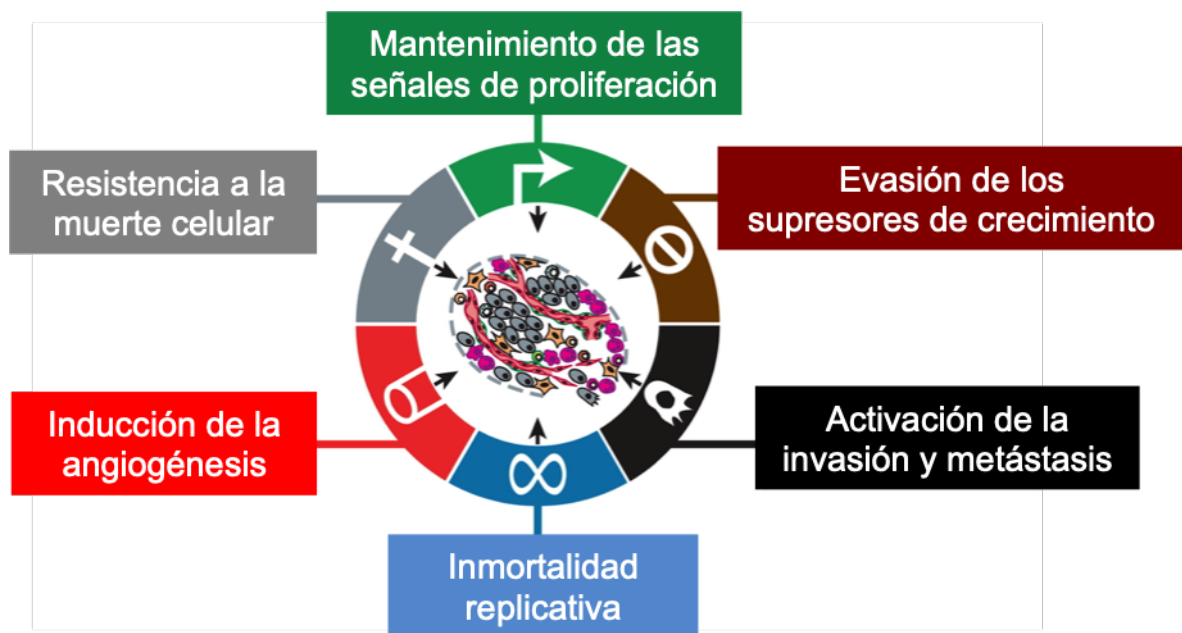 Mantenimiento de las
señales de proliferación
Resistencia a la
muerte celular
Evasión de los
supresores de crecimiento
Inducción de la
angiogénesis
Activación de la
invasión y metástasis
Inmortalidad
replicativa